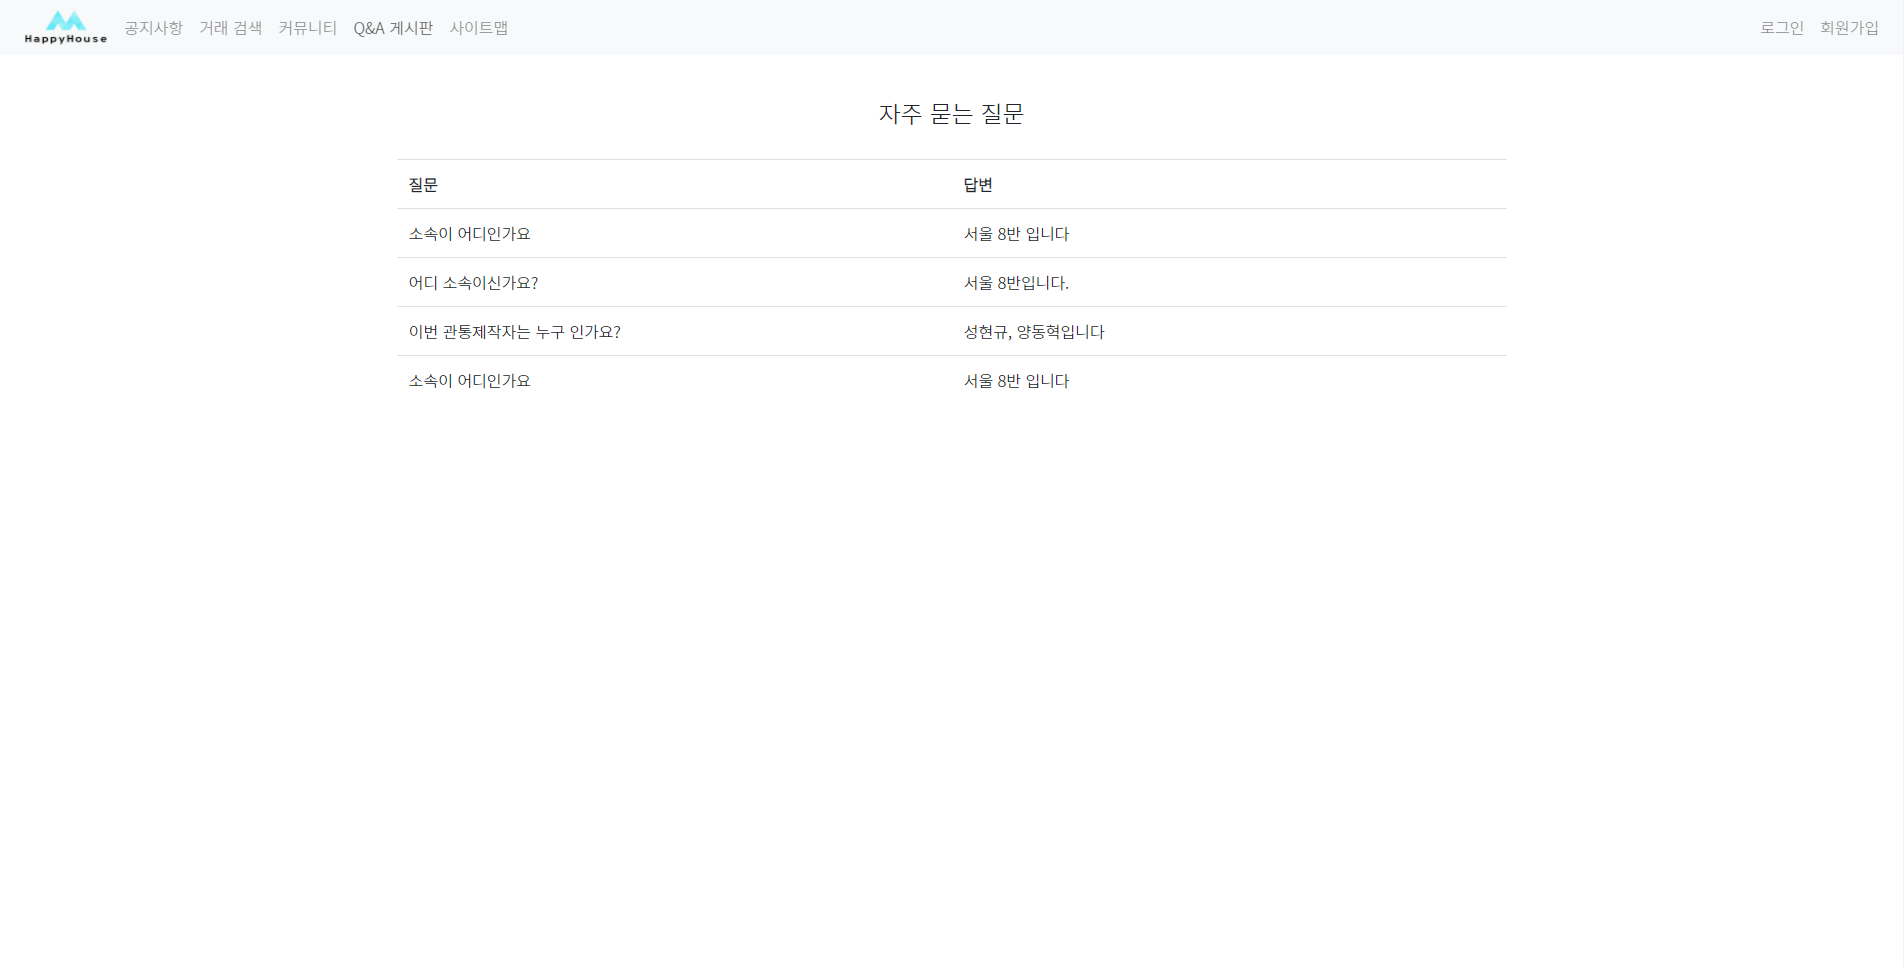 HappyHouse 공지사항 거래 검색 커뮤니티 Q&A 게시판 사이트맵 로그인 회원가입
자주 묻는 질문
질문 답변
소속이 어디인가요 서울 8반 입니다
어디 소속이신가요? 서울 8반입니다.
이번 관통제작자는 누구 인가요? 성현규, 양동혁입니다
소속이 어디인가요 서울 8반 입니다